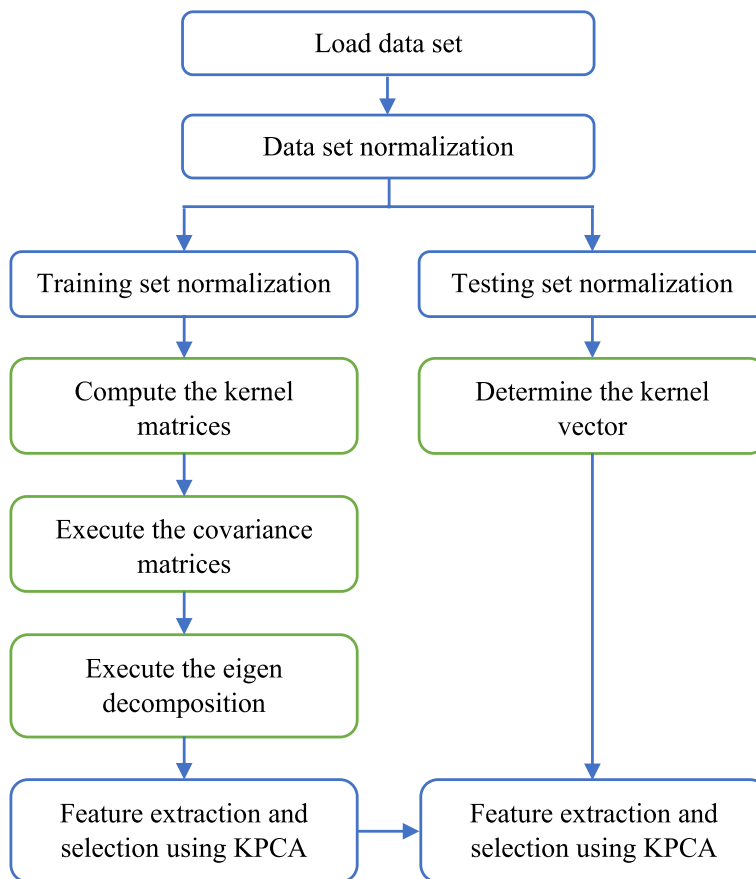 Load data set
Data set normalization
Training set normalization
Testing set normalization
Compute the kernel
matrices
Determine the kernel
vector
Execute the covariance
matrices
Execute the eigen
decomposition
Feature extraction and
selection using KPCA
Feature extraction and
selection using KPCA